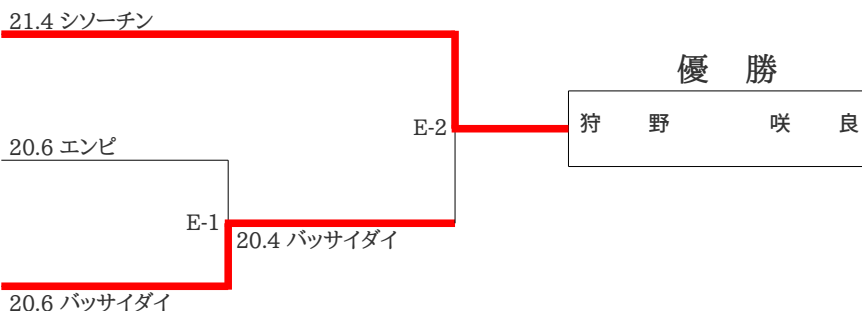 21.4 シソーチン
優 勝
狩 野 咲 良
E-2
20.6 エンピ
E-1
20.4 バッサイダイ
20.6 バッサイダイ